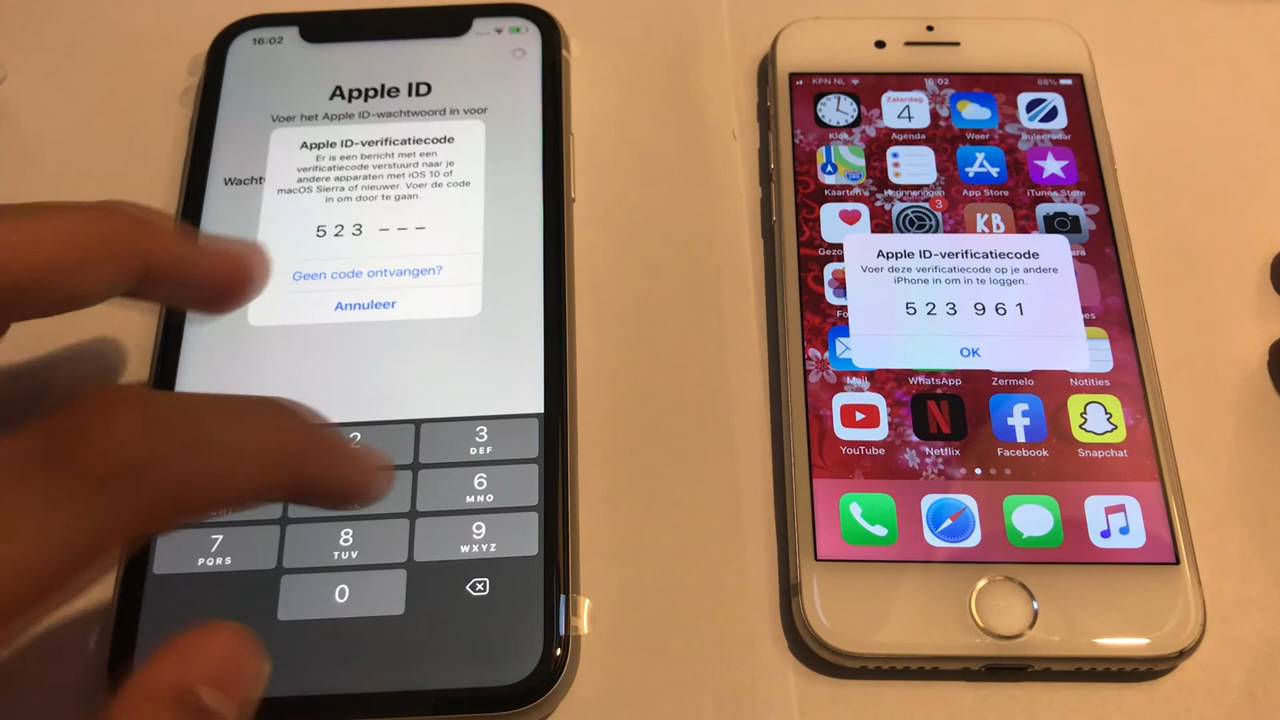 16:02
Apple ID
Voer het Apple ID-wachtwoord in voor
Apple ID-verificatiecode
Er is een bericht met een
verificatiecode verstuurd naar je
andere apparaten met iOS 10 of
macOS Sierra of nieuwer. Voer de code
in om door te gaan.
523 ---
Geen code ontvangen?
Annuleer
2
3
DEF
6
MNO
7
PQRS
8
TUV
9
WXYZ
0
KPN NL
16:02
88%
Zaterdag
4
Klok
Agenda
Weer
Buienradar
Kaarten
Herinneringen
App Store
iTunes Store
3
KB
Apple ID-verificatiecode
Voer deze verificatiecode op je andere
iPhone in om in te loggen.
523 961
OK
Mail
WhatsApp
Zermelo
Notities
N
YouTube
Netflix
Facebook
Snapchat